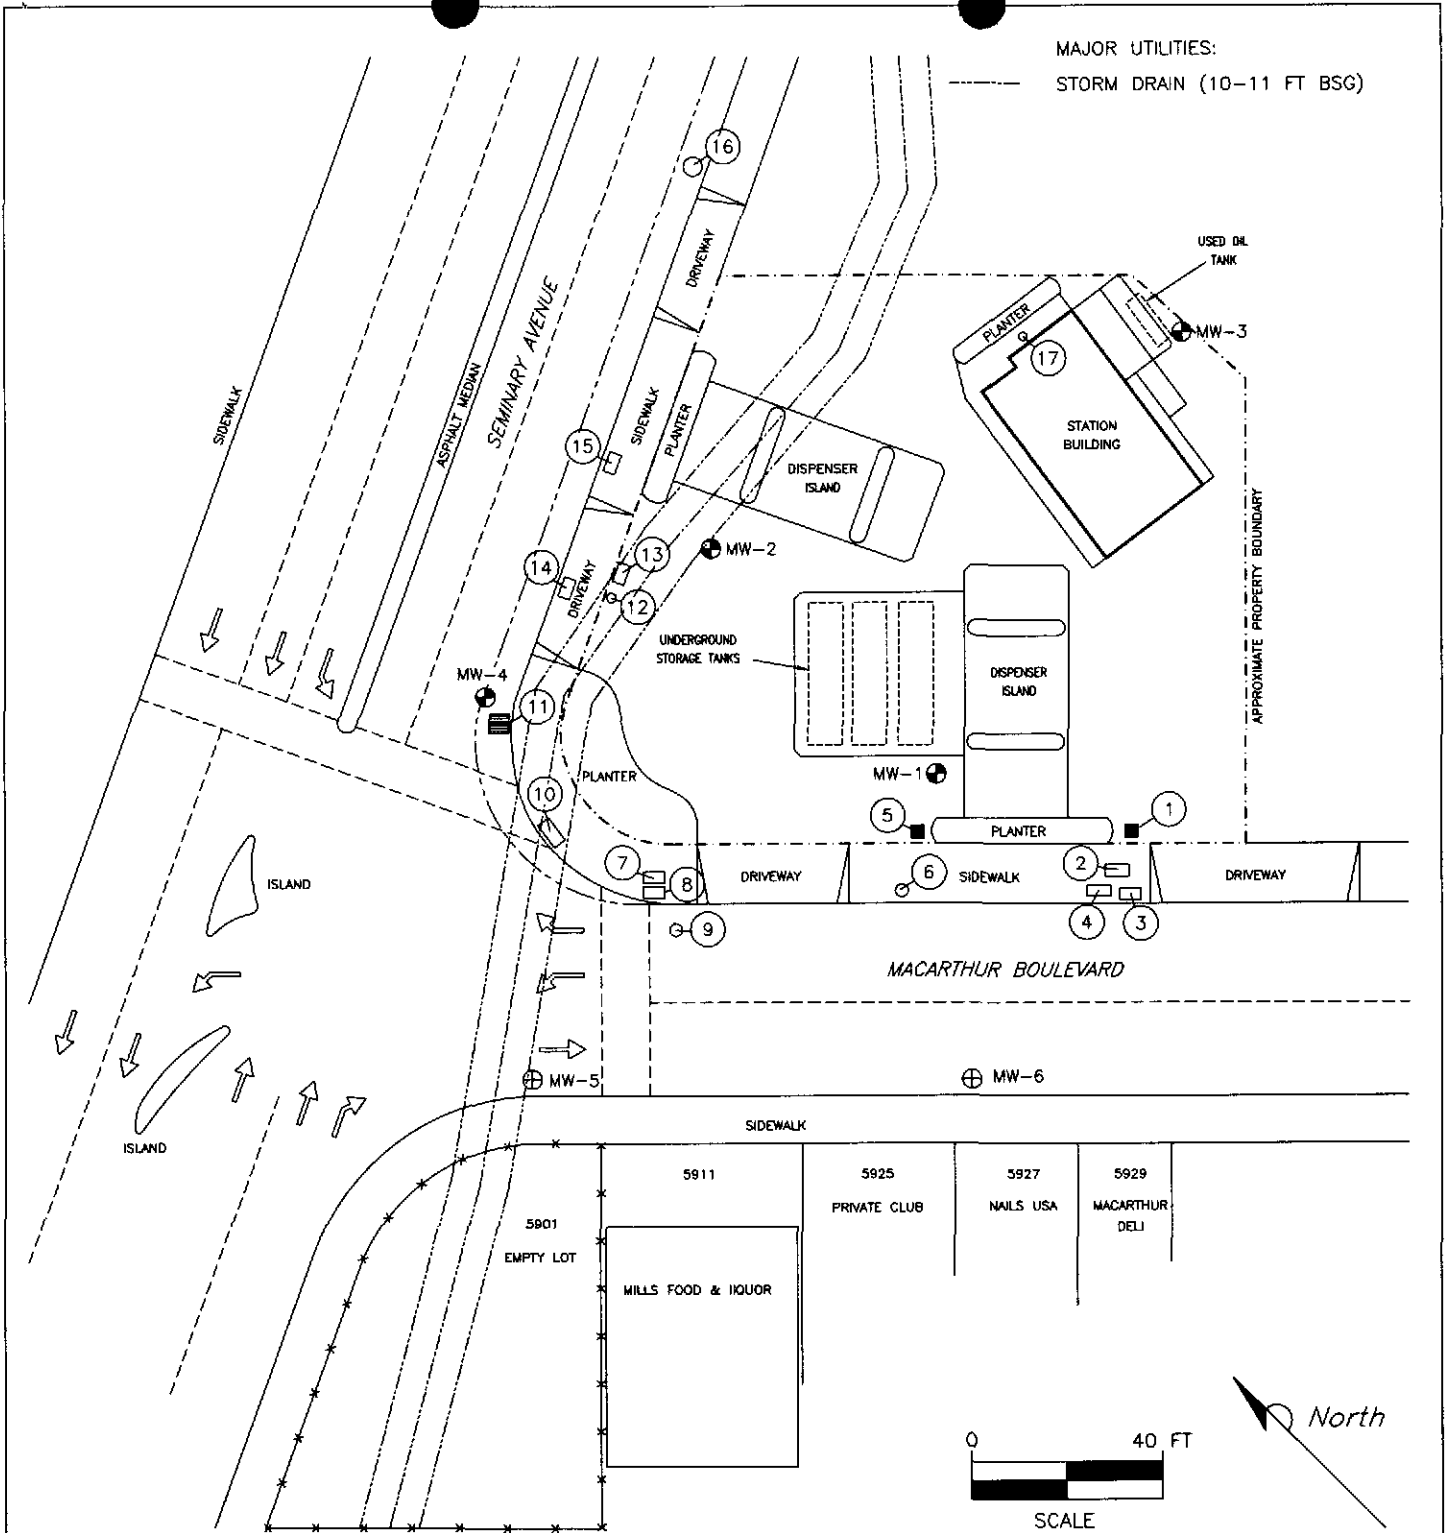 MAJOR UTILITIES:
STORM DRAIN (10-11 FT BSG)
16
USED OIL
TANK
DRIVEWAY
PLANTER
MW-3
17
SEMINARY AVENUE
SIDEWALK
ASPHALT MEDIAN
SIDEWALK
PLANTER
STATION
BUILDING
15
DISPENSER
ISLAND
APPROXIMATE PROPERTY BOUNDARY
MW-2
13
14
DRIVEWAY
12
UNDERGROUND
STORAGE TANKS
MW-4
DISPENSER
ISLAND
11
PLANTER
MW-1
10
5
PLANTER
1
7
DRIVEWAY
6
SIDEWALK
2
DRIVEWAY
ISLAND
8
4
3
9
MACARTHUR BOULEVARD
MW-5
MW-6
SIDEWALK
ISLAND
5911
5925
5927
5929
PRIVATE CLUB
NAILS USA
MACARTHUR
DELI
5901
EMPTY LOT
MILLS FOOD & LIQUOR
North
0
40 FT
SCALE